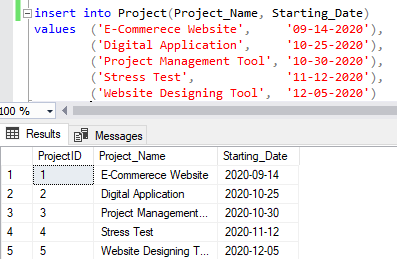 insert into Project(Project_Name, Starting_Date)
values ('E-Commerece Website', '09-14-2020'),
('Digital Application', '10-25-2020'),
('Project Management Tool', '10-30-2020'),
('Stress Test', '11-12-2020'),
('Website Designing Tool', '12-05-2020')
100 %
Results Messages
ProjectID Project_Name Starting_Date
1 1 E-Commerece Website 2020-09-14
2 2 Digital Application 2020-10-25
3 3 Project Management... 2020-10-30
4 4 Stress Test 2020-11-12
5 5 Website Designing T... 2020-12-05